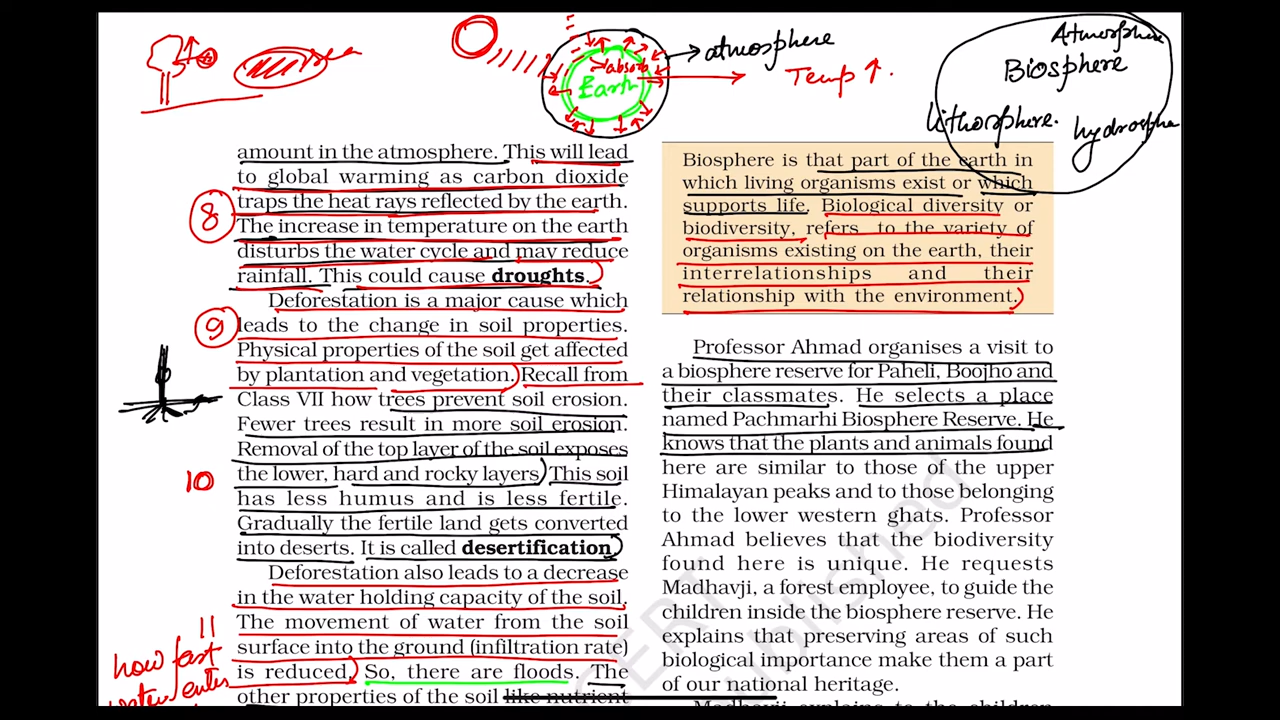 absorb
Earth
atmosphere
Temp ↑.
Atmosphere
Biosphere
lithosphere.
hydrosphe
amount in the atmosphere. This will lead
to global warming as carbon dioxide
8
traps the heat rays reflected by the earth.
The increase in temperature on the earth
disturbs the water cycle and may reduce
rainfall. This could cause droughts.
Deforestation is a major cause which
9
leads to the change in soil properties.
Physical properties of the soil get affected
by plantation and vegetation. Recall from
Class VII how trees prevent soil erosion.
Fewer trees result in more soil erosion.
Removal of the top layer of the soil exposes
the lower, hard and rocky layers. This soil
10
has less humus and is less fertile.
Gradually the fertile land gets converted
into deserts. It is called desertification.
Deforestation also leads to a decrease
in the water holding capacity of the soil.
11
The movement of water from the soil
surface into the ground (infiltration rate)
is reduced. So, there are floods. The
other properties of the soil like nutrient
how fast
water enters
Biosphere is that part of the earth in
which living organisms exist or which
supports life. Biological diversity or
biodiversity, refers to the variety of
organisms existing on the earth, their
interrelationships and their
relationship with the environment.
Professor Ahmad organises a visit to
a biosphere reserve for Paheli, Boojho and
their classmates. He selects a place
named Pachmarhi Biosphere Reserve. He
knows that the plants and animals found
here are similar to those of the upper
Himalayan peaks and to those belonging
to the lower western ghats. Professor
Ahmad believes that the biodiversity
found here is unique. He requests
Madhavji, a forest employee, to guide the
children inside the biosphere reserve. He
explains that preserving areas of such
biological importance make them a part
of our national heritage.
Madhavji explains to the children